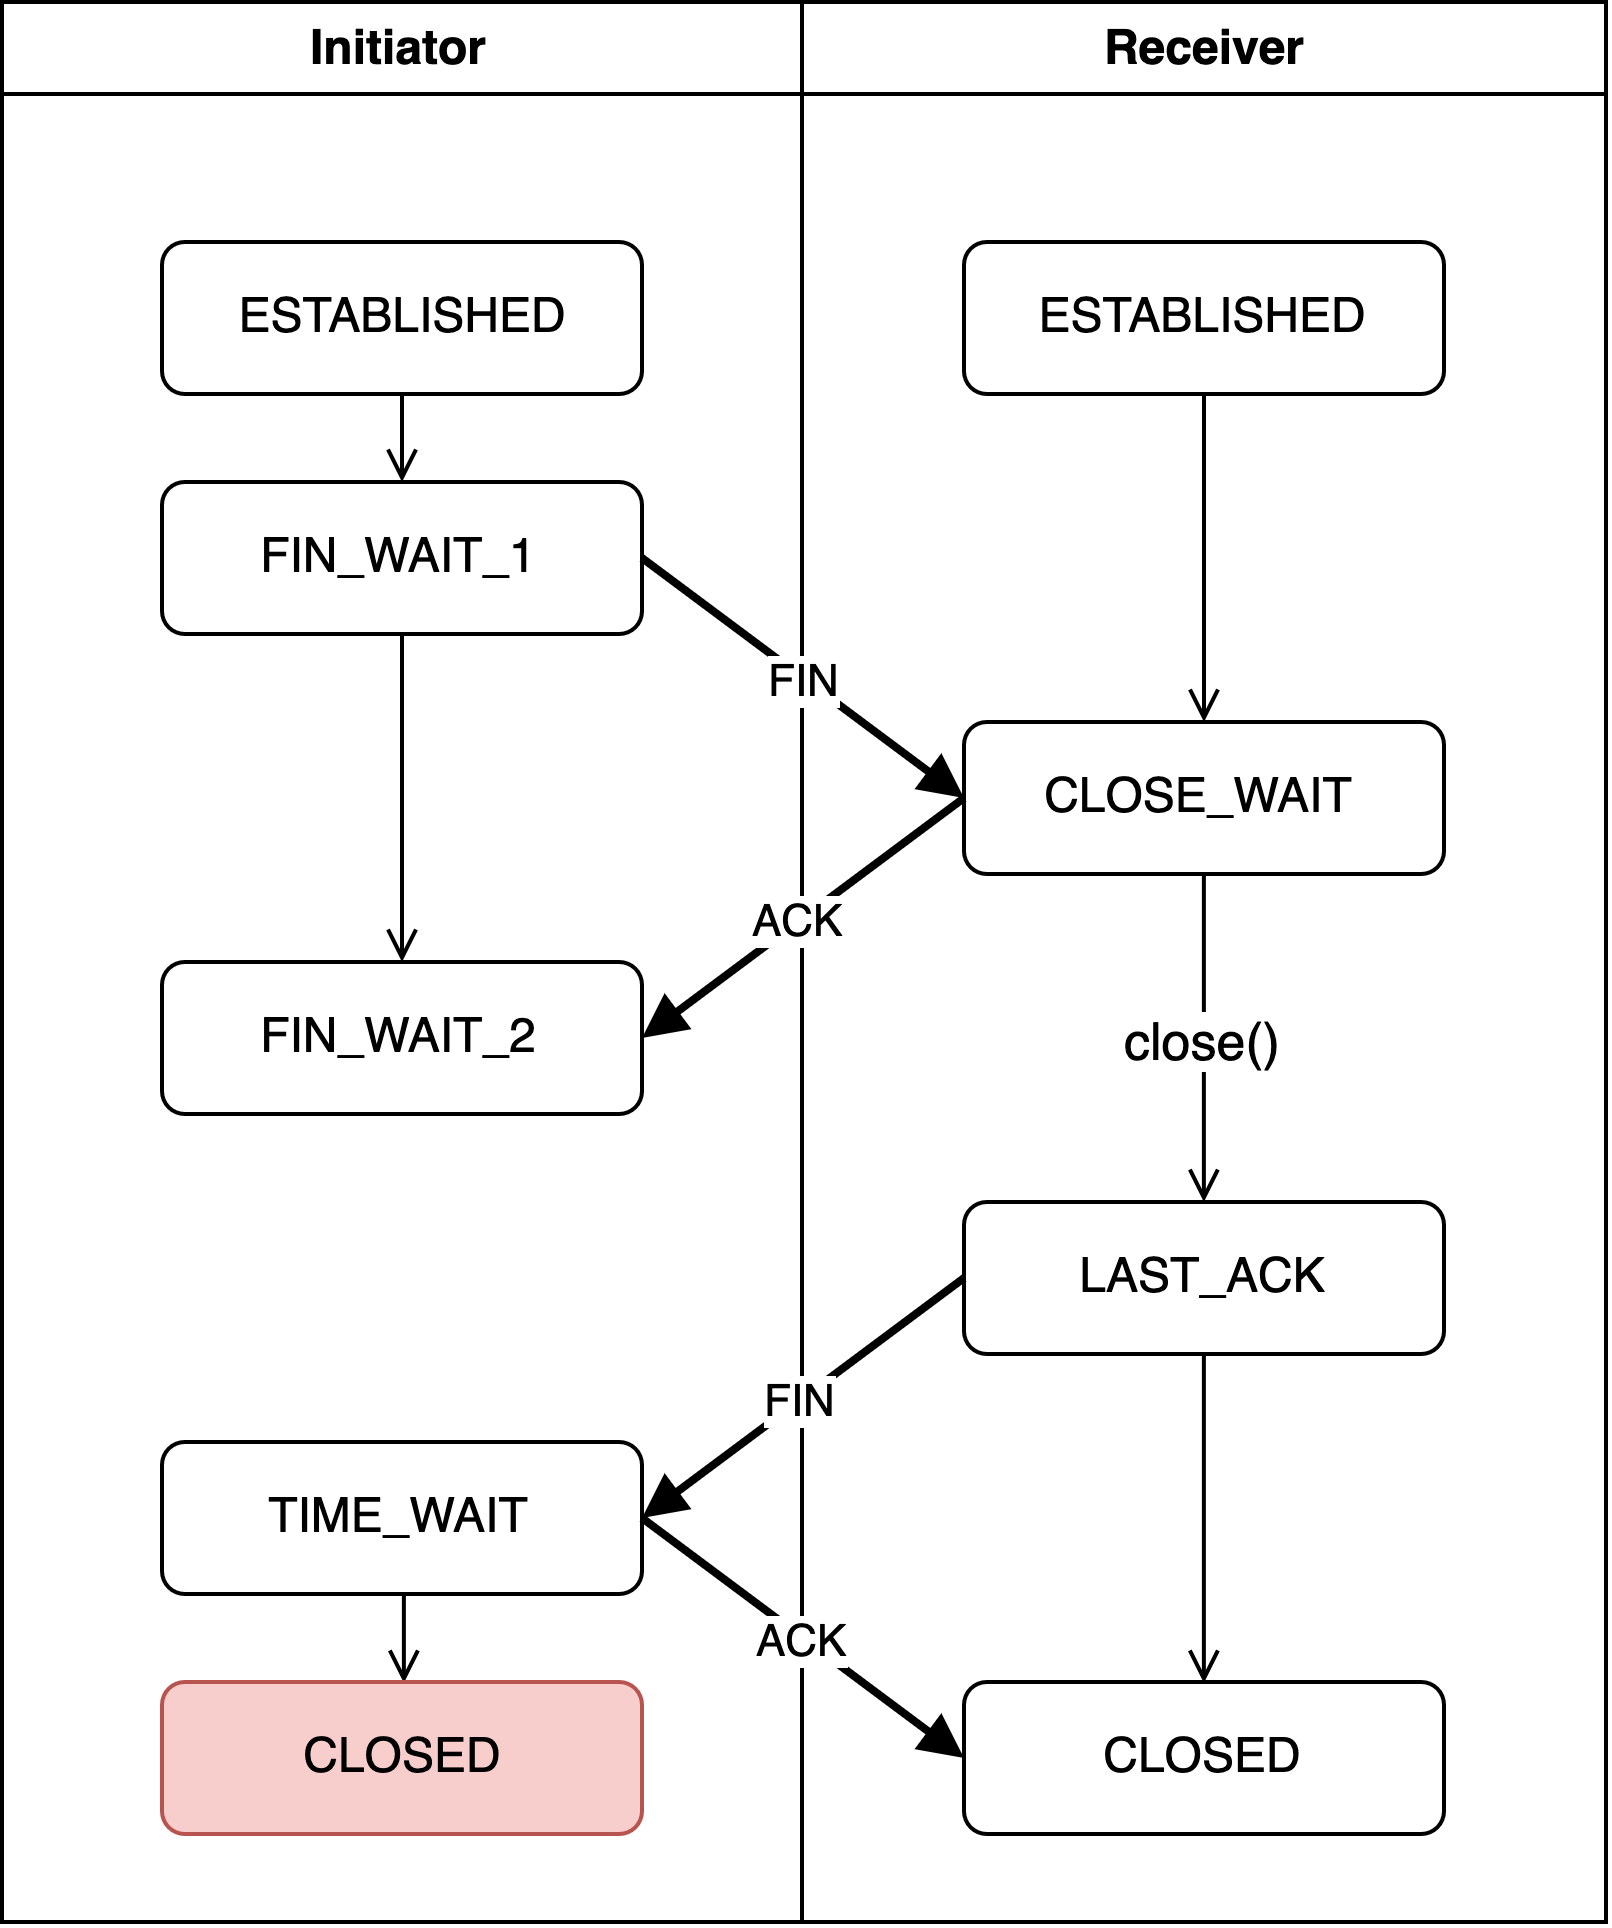 Initiator
Receiver
ESTABLISHED
ESTABLISHED
FIN_WAIT_1
FIN
CLOSE_WAIT
ACK
FIN_WAIT_2
close()
LAST_ACK
FIN
TIME_WAIT
ACK
CLOSED
CLOSED